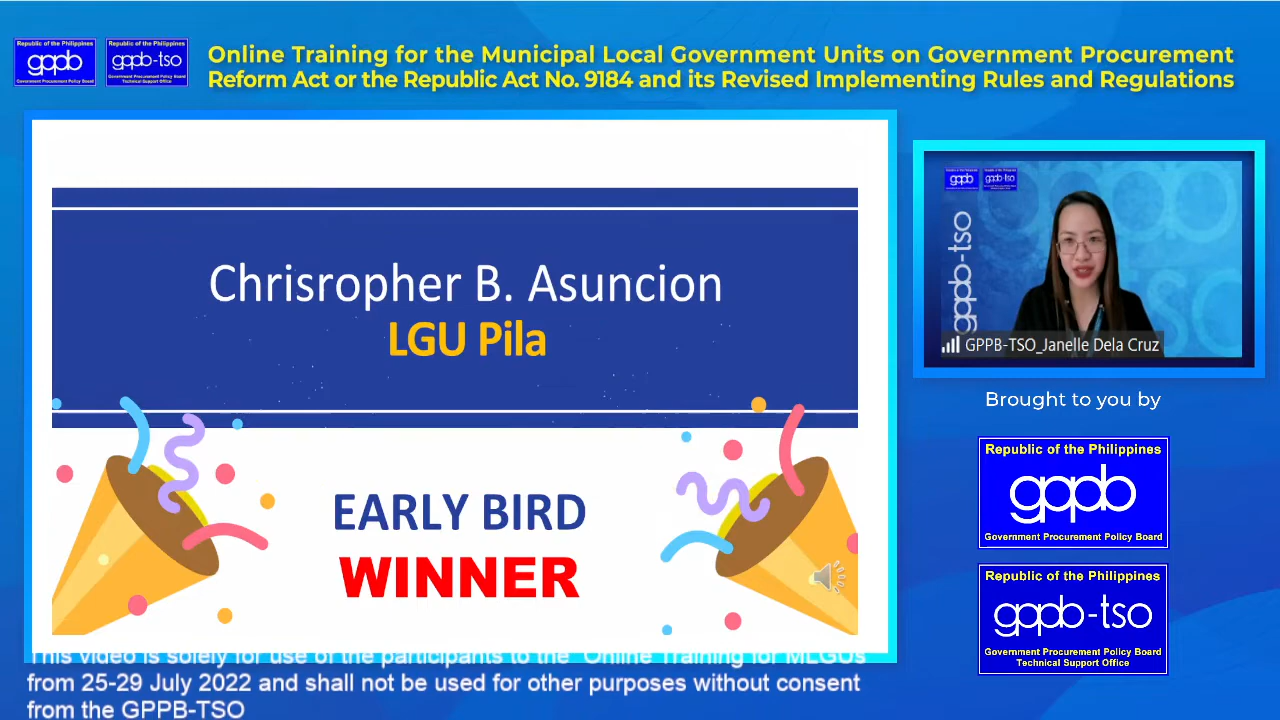 Republic of the Philippines
gppb
Government Procurement Policy Board
Republic of the Philippines
gppb-tso
Government Procurement Policy Board
Technical Support Office
Online Training for the Municipal Local Government Units on Government Procurement
Reform Act or the Republic Act No. 9184 and its Revised Implementing Rules and Regulations
Chrisropher B. Asuncion
LGU Pila
EARLY BIRD
WINNER
gppb
gppb-tso
gppb-tso
GPPB-TSO_Janelle Dela Cruz
Brought to you by
Republic of the Philippines
gppb
Government Procurement Policy Board
Republic of the Philippines
gppb-tso
Government Procurement Policy Board
Technical Support Office
This video is solely for use of the participants to the "Online Training for MLGUs"
from 25-29 July 2022 and shall not be used for other purposes without consent
from the GPPB-TSO